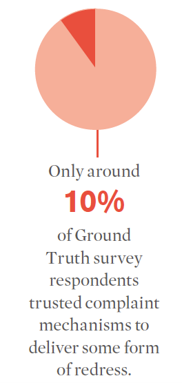 Only around
10%
of Ground
Truth survey
respondents
trusted complaint
mechanisms to
deliver some form
of redress.